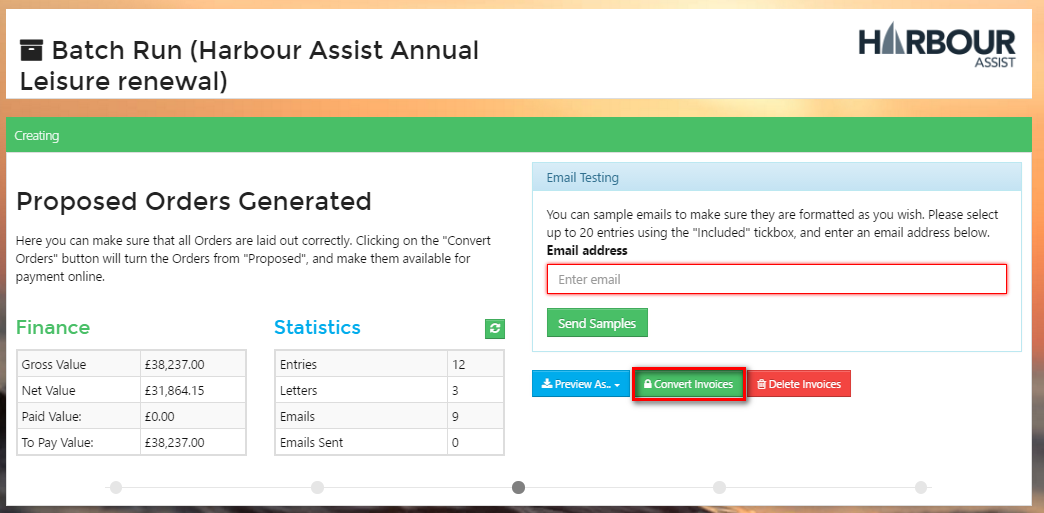 Batch Run (Harbour Assist Annual
Leisure renewal)
HARBOUR
ASSIST
Creating
Proposed Orders Generated
Here you can make sure that all Orders are laid out correctly. Clicking on the "Convert
Orders" button will turn the Orders from "Proposed", and make them available for
payment online.
Finance
Gross Value £38,237.00
Net Value £31,864.15
Paid Value: £0.00
To Pay Value: £38,237.00
Statistics
Entries 12
Letters 3
Emails 9
Emails Sent 0
Email Testing
You can sample emails to make sure they are formatted as you wish. Please select
up to 20 entries using the "Included" tickbox, and enter an email address below.
Email address
Enter email
Send Samples
Preview As.. Convert Invoices Delete Invoices